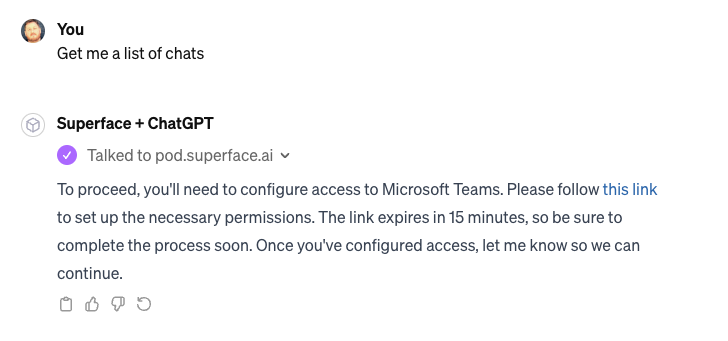 You
Get me a list of chats
Superface + ChatGPT
Talked to pod.superface.ai
To proceed, you'll need to configure access to Microsoft Teams. Please follow this link
to set up the necessary permissions. The link expires in 15 minutes, so be sure to
complete the process soon. Once you've configured access, let me know so we can
continue.